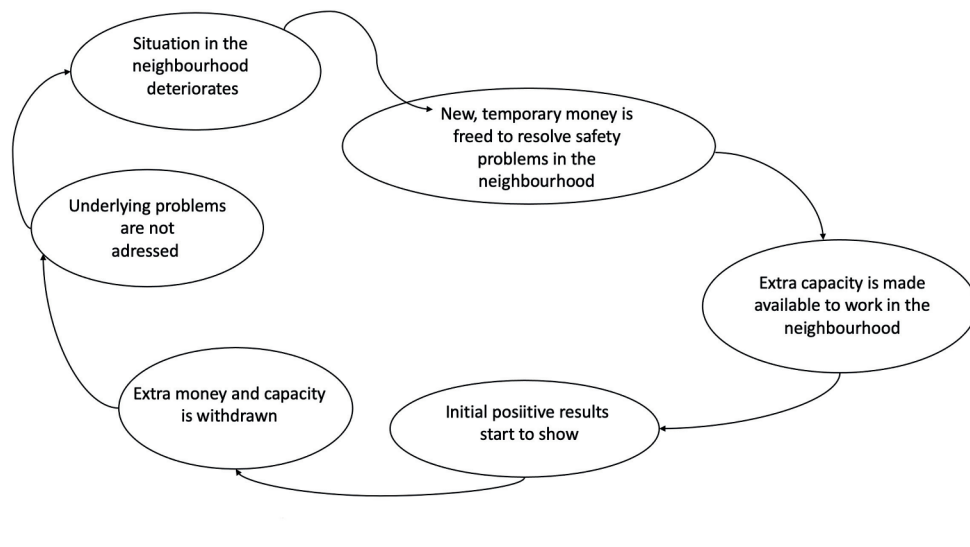 Situation in the
neighbourhood
deteriorates
New, temporary money is
freed to resolve safety
problems in the
neighbourhood
Extra capacity is made
available to work in the
neighbourhood
Initial posiitive results
start to show
Extra money and capacity
is withdrawn
Underlying problems
are not
adressed